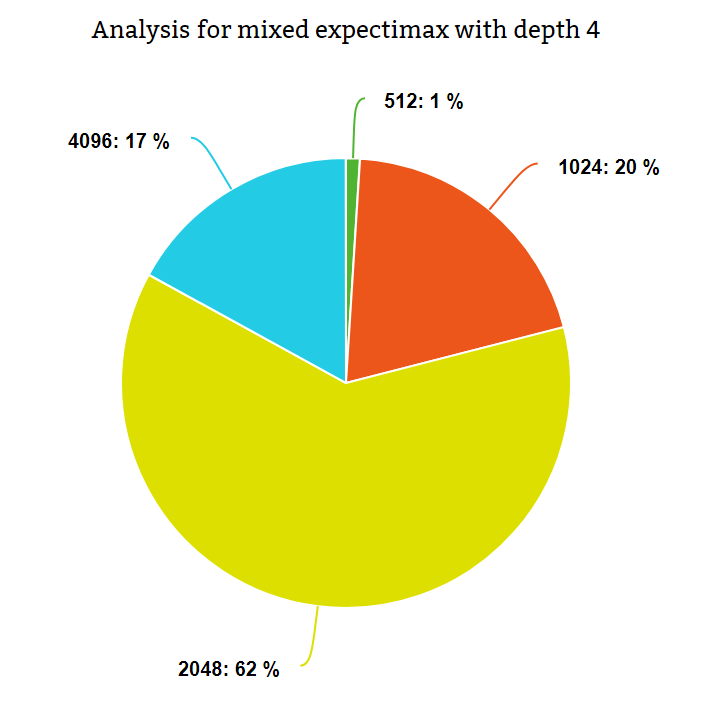 Analysis for mixed expectimax with depth 4
512: 1 %
4096: 17 %
1024: 20 %
2048: 62 %